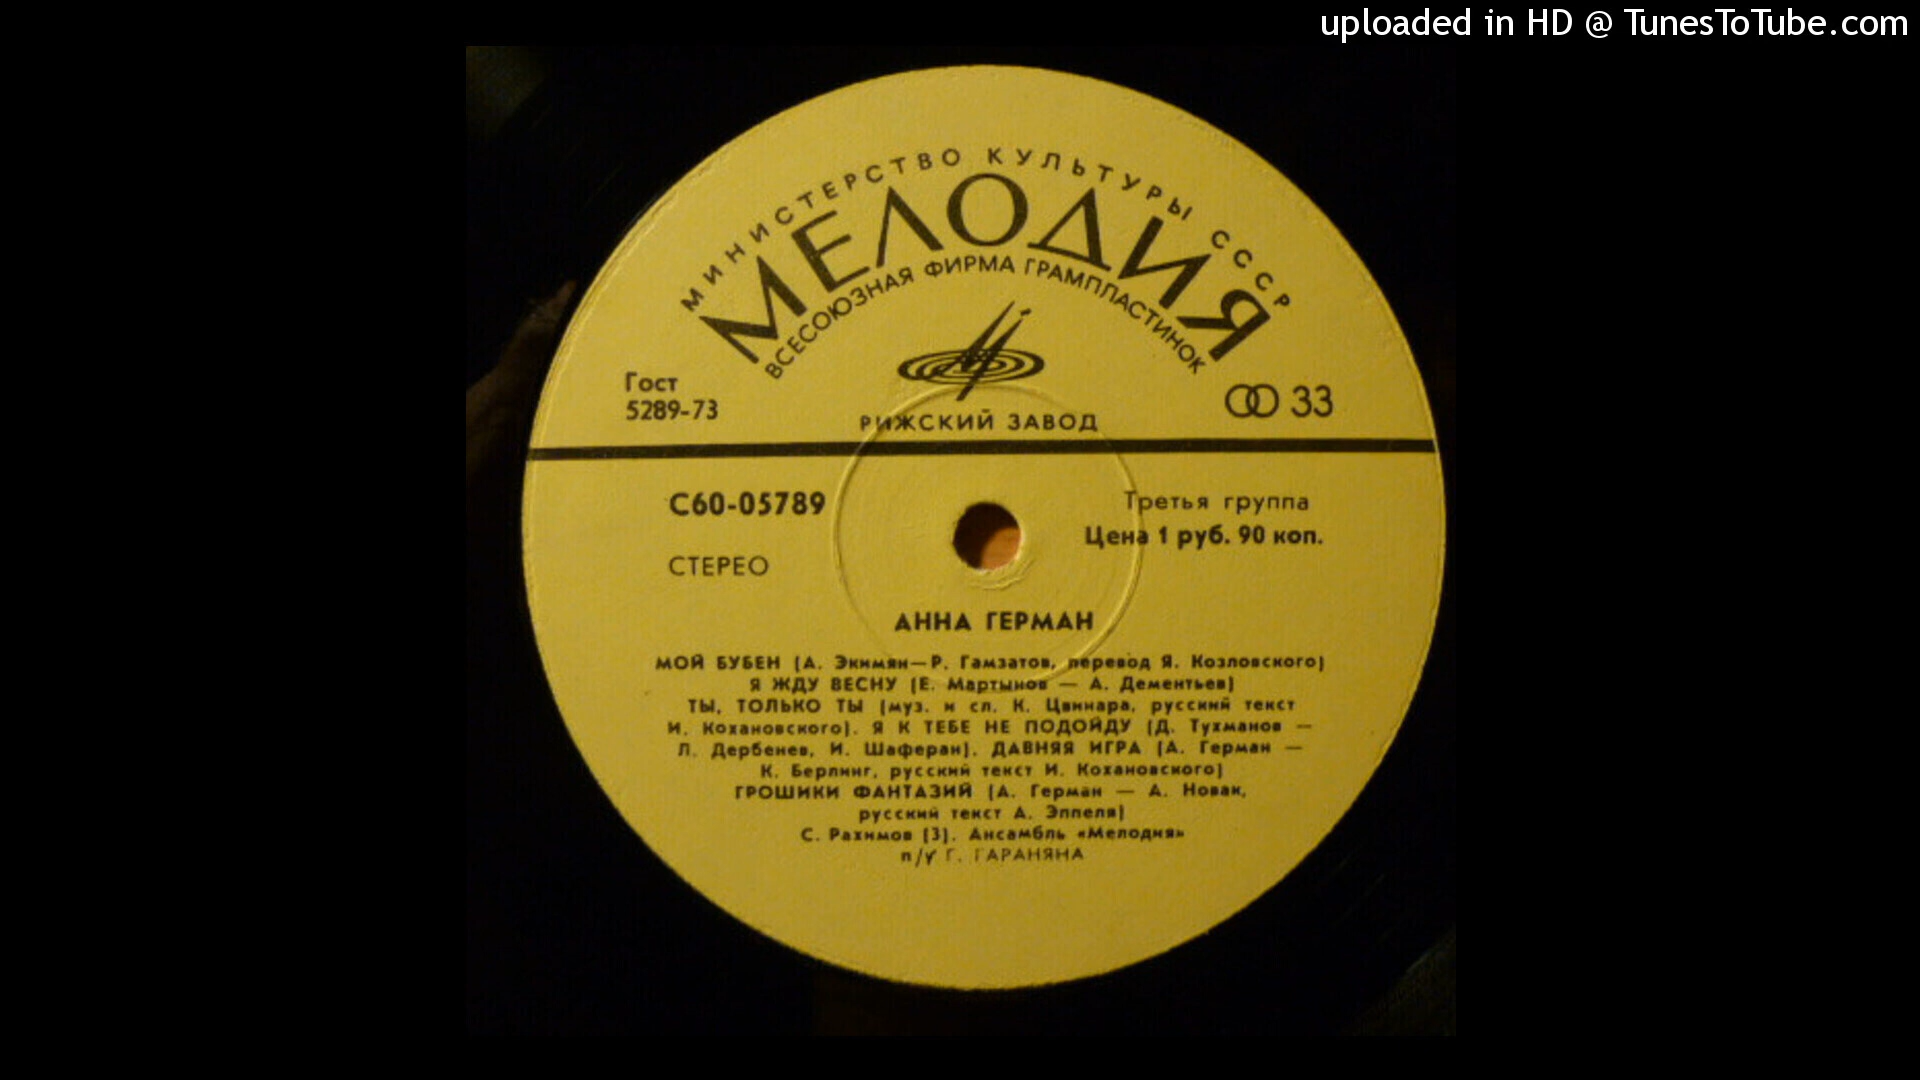 uploaded in HD @ TunesToTube.com
МИНИСТЕРСТВО КУЛЬТУРЫ СССР
МЕЛОДИЯ
ВСЕСОЮЗНАЯ ФИРМА ГРАМПЛАСТИНОК
Гост
5289-73
33
РИЖСКИЙ ЗАВОД
С60-05789
Третья группа
Цена 1 руб. 90 коп.
СТЕРЕО
АННА ГЕРМАН
МОЙ БУБЕН (А. Экимян—Р. Гамзатов, перевод Я. Козловского)
Я ЖДУ ВЕСНУ (Е. Мартынов — А. Дементьев)
ТЫ, ТОЛЬКО ТЫ (муз. и сл. К. Цвинара, русский текст
И. Кохановского). Я К ТЕБЕ НЕ ПОДОЙДУ (Д. Тухманов —
Л. Дербенев, И. Шаферан). ДАВНЯЯ ИГРА (А. Герман —
К. Берлинг, русский текст И. Кохановского)
ГРОШИКИ ФАНТАЗИЙ (А. Герман — А. Новак,
русский текст А. Эппеля)
С. Рахимов (3). Ансамбль «Мелодия»
п/у Г. ГАРАНЯНА